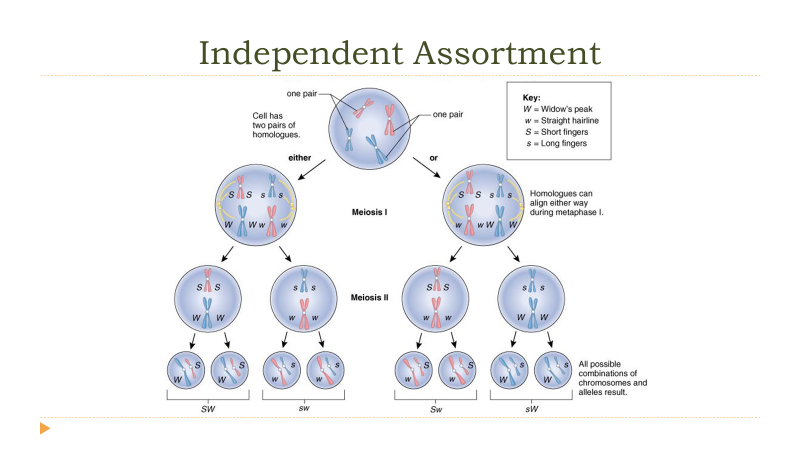 Independent Assortment
one pair
one pair
Cell has
two pairs of
homologues.
Key:
W = Widow's peak
w = Straight hairline
S = Short fingers
s = Long fingers
either
or
S S s s
W W w w
Meiosis I
S S s s
w w W W
Homologues can
align either way
during metaphase I.
S S
W W
s s
w w
Meiosis II
S S
w w
s s
W W
S
W
S
W
s
w
s
w
S
w
S
w
s
W
s
W
All possible
combinations of
chromosomes and
alleles result.
SW
sw
Sw
sW